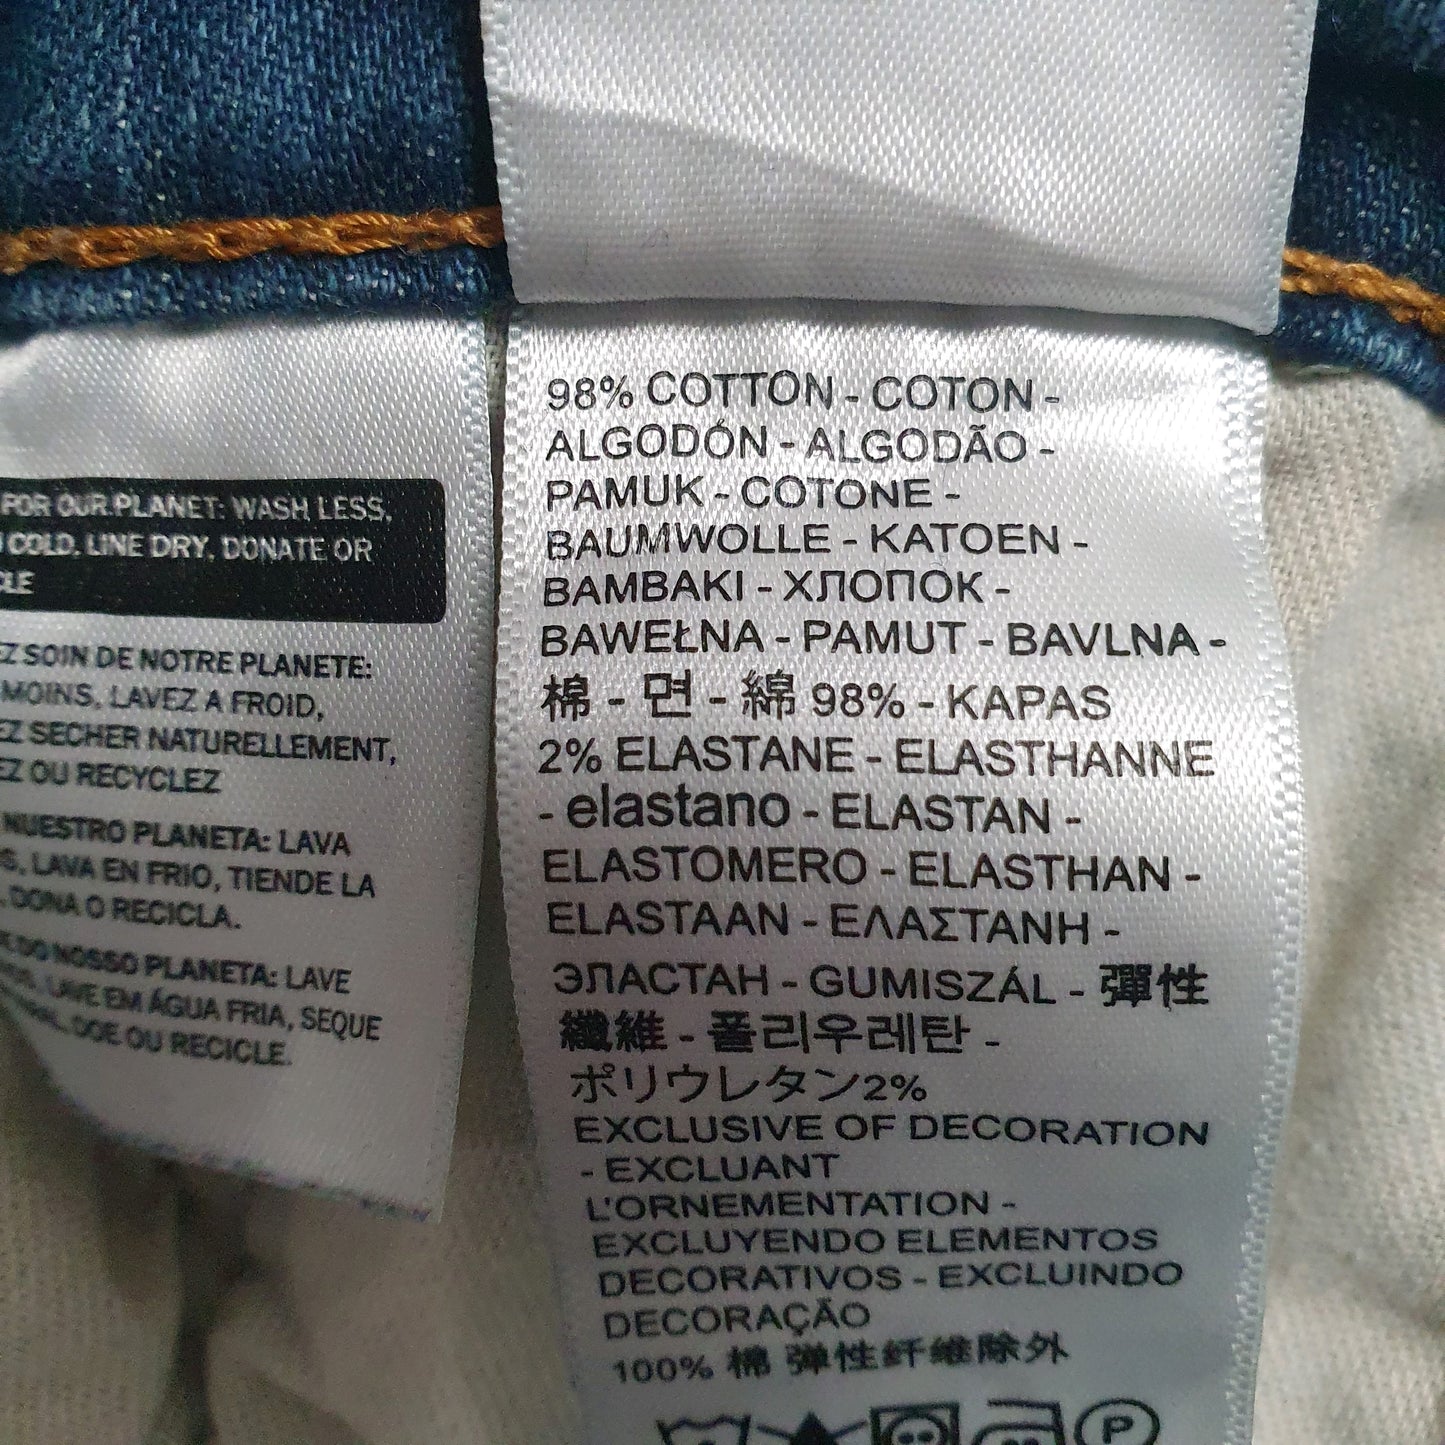 FOR OUR PLANET: WASH LESS,
COLD, LINE DRY, DONATE OR
SOIN DE NOTRE PLANETE:
MOINS, LAVEZ A FROID,
SECHER NATURELLEMENT,
OU RECYCLEZ
NUESTRO PLANETA: LAVA
LAVA EN FRIO, TIENDE LA
DONA O RECICLA.
DO NOSSO PLANETA: LAVE
LAVE EM ÁGUA FRIA, SEQUE
DOE OU RECICLE.
98% COTTON - COTON -
ALGODÓN - ALGODÃO -
PAMUK - COTONE -
BAUMWOLLE - KATOEN -
BAMBAKI - ХЛОПОК -
BAWEŁNA - PAMUT - BAVLNA -
棉 - 면 - 綿 98% - KAPAS
2% ELASTANE - ELASTHANNE
- elastano - ELASTAN -
ELASTOMERO - ELASTHAN -
ELASTAAN - ΕΛΑΣΤΑΝΗ -
ЭЛАСТАН - GUMISZÁL - 彈性
纖維 - 폴리우레탄 -
ポリウレタン2%
EXCLUSIVE OF DECORATION
- EXCLUANT
L'ORNEMENTATION -
EXCLUYENDO ELEMENTOS
DECORATIVOS - EXCLUINDO
DECORAÇÃO
100% 棉 弹性纤维除外
P